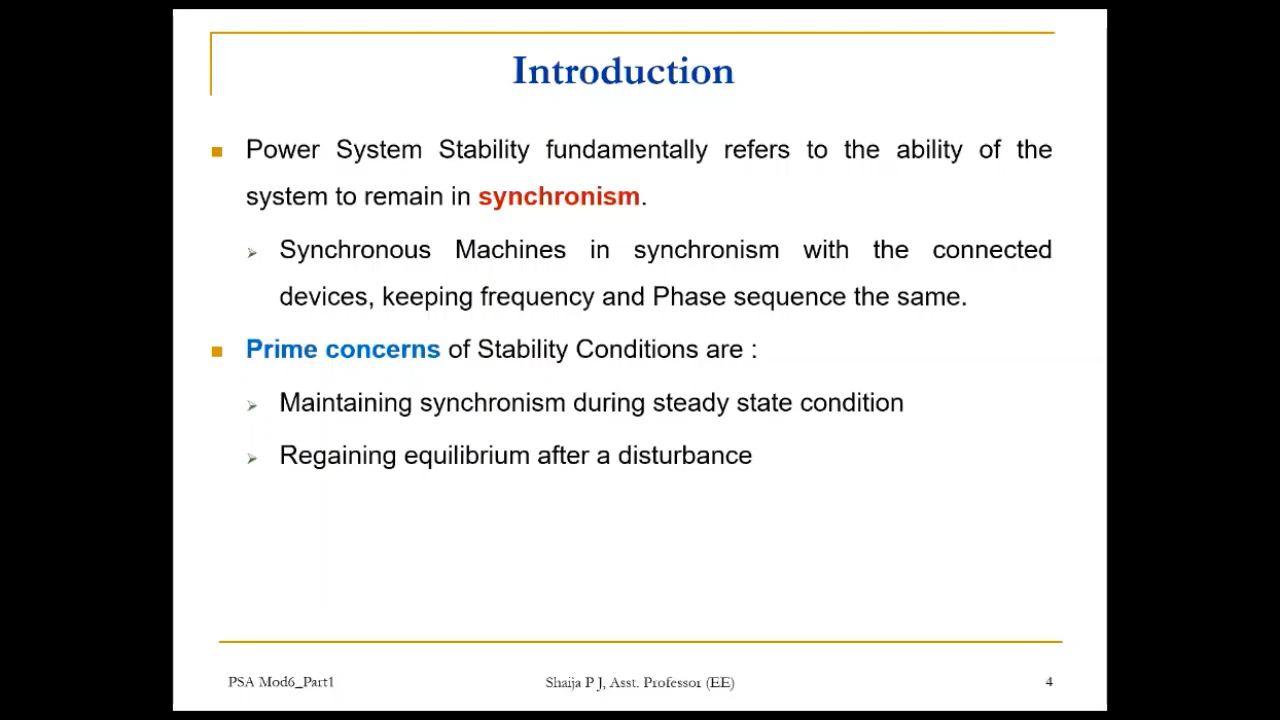 Introduction
Power System Stability fundamentally refers to the ability of the
system to remain in synchronism.
Synchronous Machines in synchronism with the connected
devices, keeping frequency and Phase sequence the same.
Prime concerns of Stability Conditions are :
Maintaining synchronism during steady state condition
Regaining equilibrium after a disturbance
PSA Mod6_Part1
Shaija P J, Asst. Professor (EE)
4